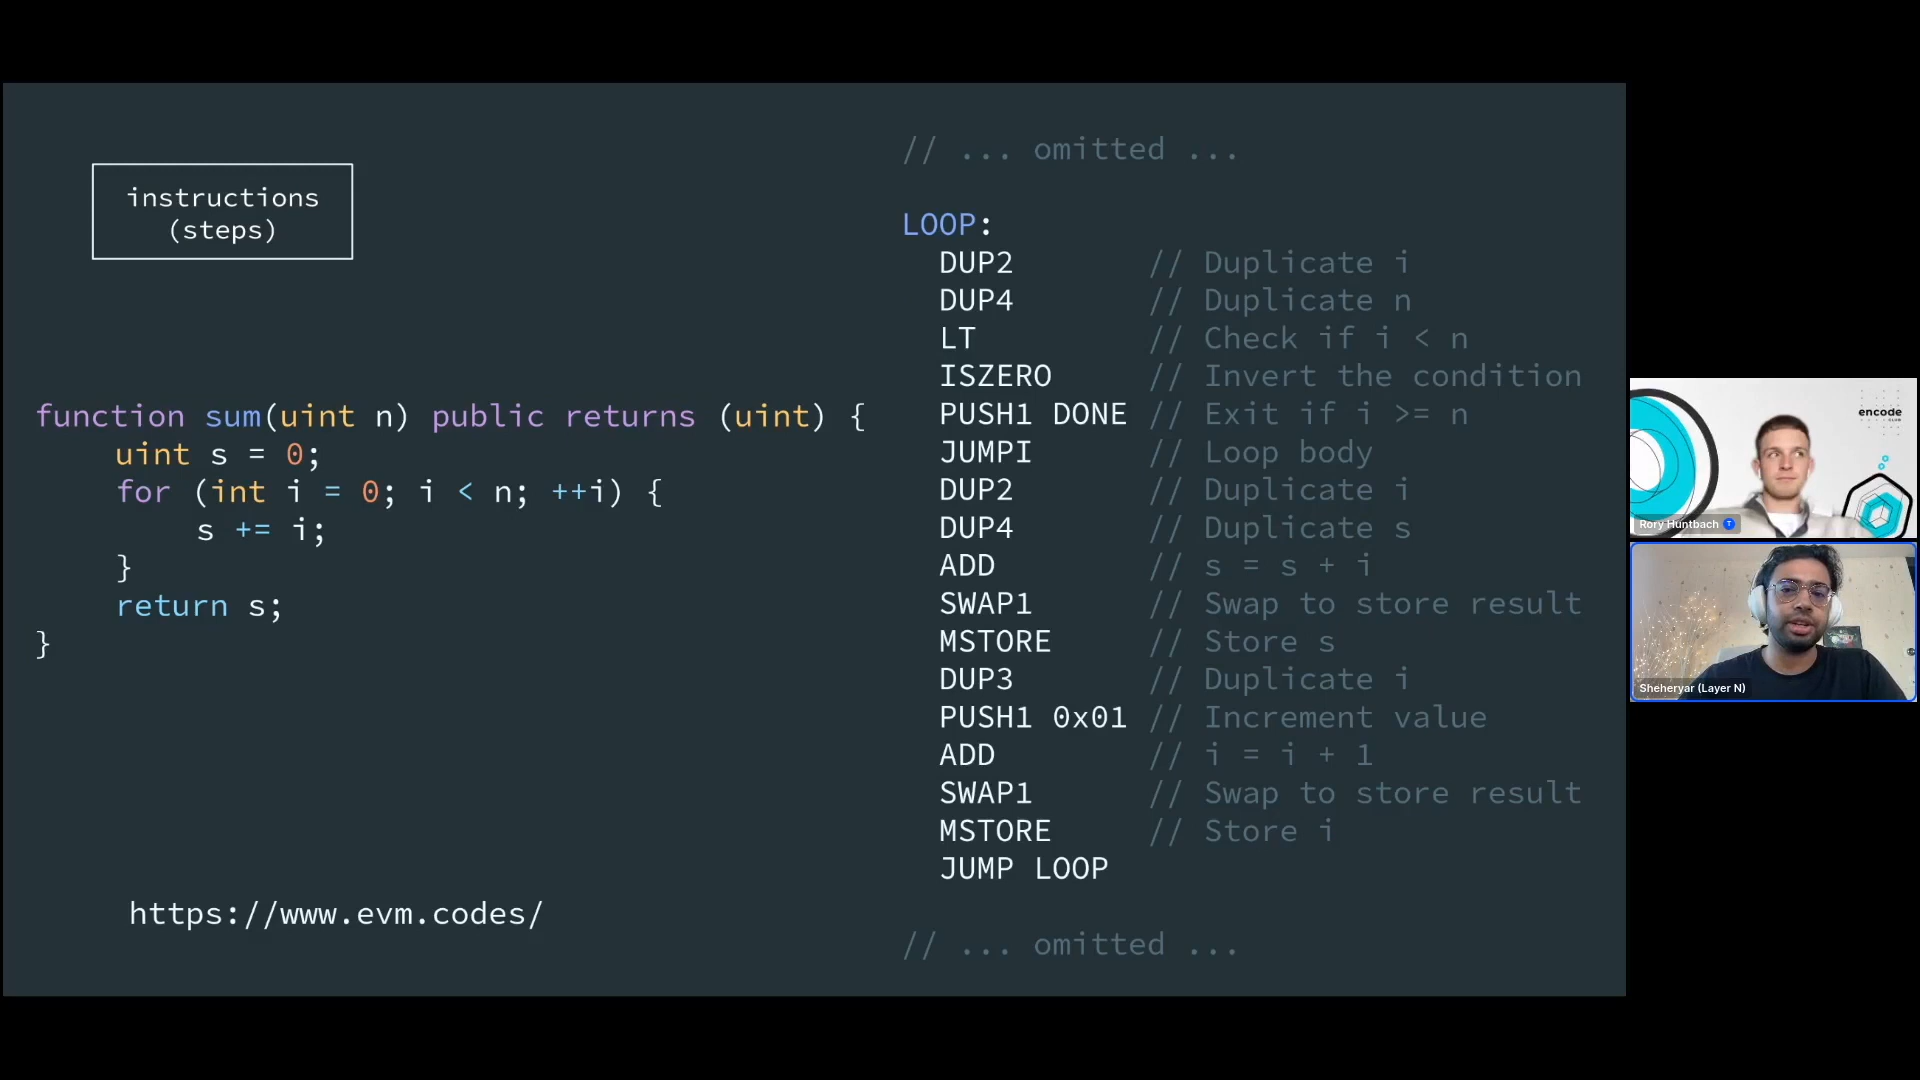 instructions
(steps)
function sum(uint n) public returns (uint) {
uint s = 0;
for (int i = 0; i < n; ++i) {
s += i;
}
return s;
}
https://www.evm.codes/
// ... omitted ...
LOOP:
DUP2 // Duplicate i
DUP4 // Duplicate n
LT // Check if i < n
ISZERO // Invert the condition
PUSH1 DONE // Exit if i >= n
JUMPI // Loop body
DUP2 // Duplicate i
DUP4 // Duplicate s
ADD // s = s + i
SWAP1 // Swap to store result
MSTORE // Store s
DUP3 // Duplicate i
PUSH1 0x01 // Increment value
ADD // i = i + 1
SWAP1 // Swap to store result
MSTORE // Store i
JUMP LOOP
// ... omitted ...
encode
CLUB
Rory Huntbach
Sheheryar (Layer N)